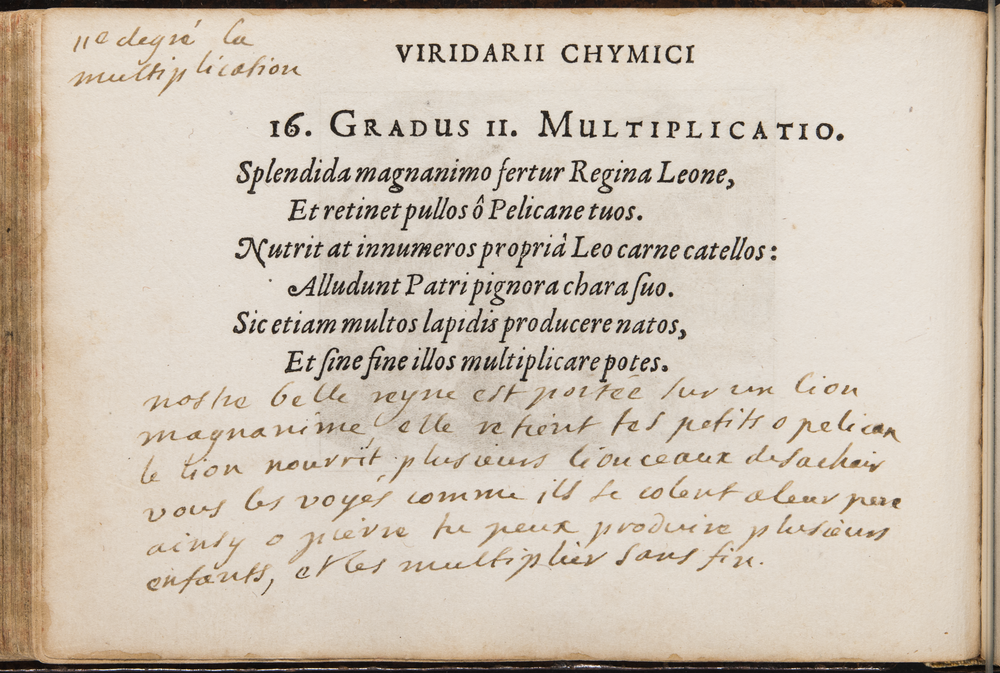 11e degré la
multiplication
VIRIDARII CHYMICI
16. GRADUS 11. MULTIPLICATIO.
Splendida magnanimo fertur Regina Leone,
Et retinet pullos ô Pelicane tuos.
Nutrit at innumeros propriâ Leo carne catellos:
Alludunt Patri pignora chara suo.
Sic etiam multos lapidis producere natos,
Et sine fine illos multiplicare potes.
nostre belle reyne est portée sur un lion
magnanime elle retient tes petits o pelican
le lion nourrit plusieurs lionceaux de sa chair
vous les voyés comme ils se colent a leur pere
ainsy o pierre tu peux produire plusieurs
enfants, et les multiplier sans fin.